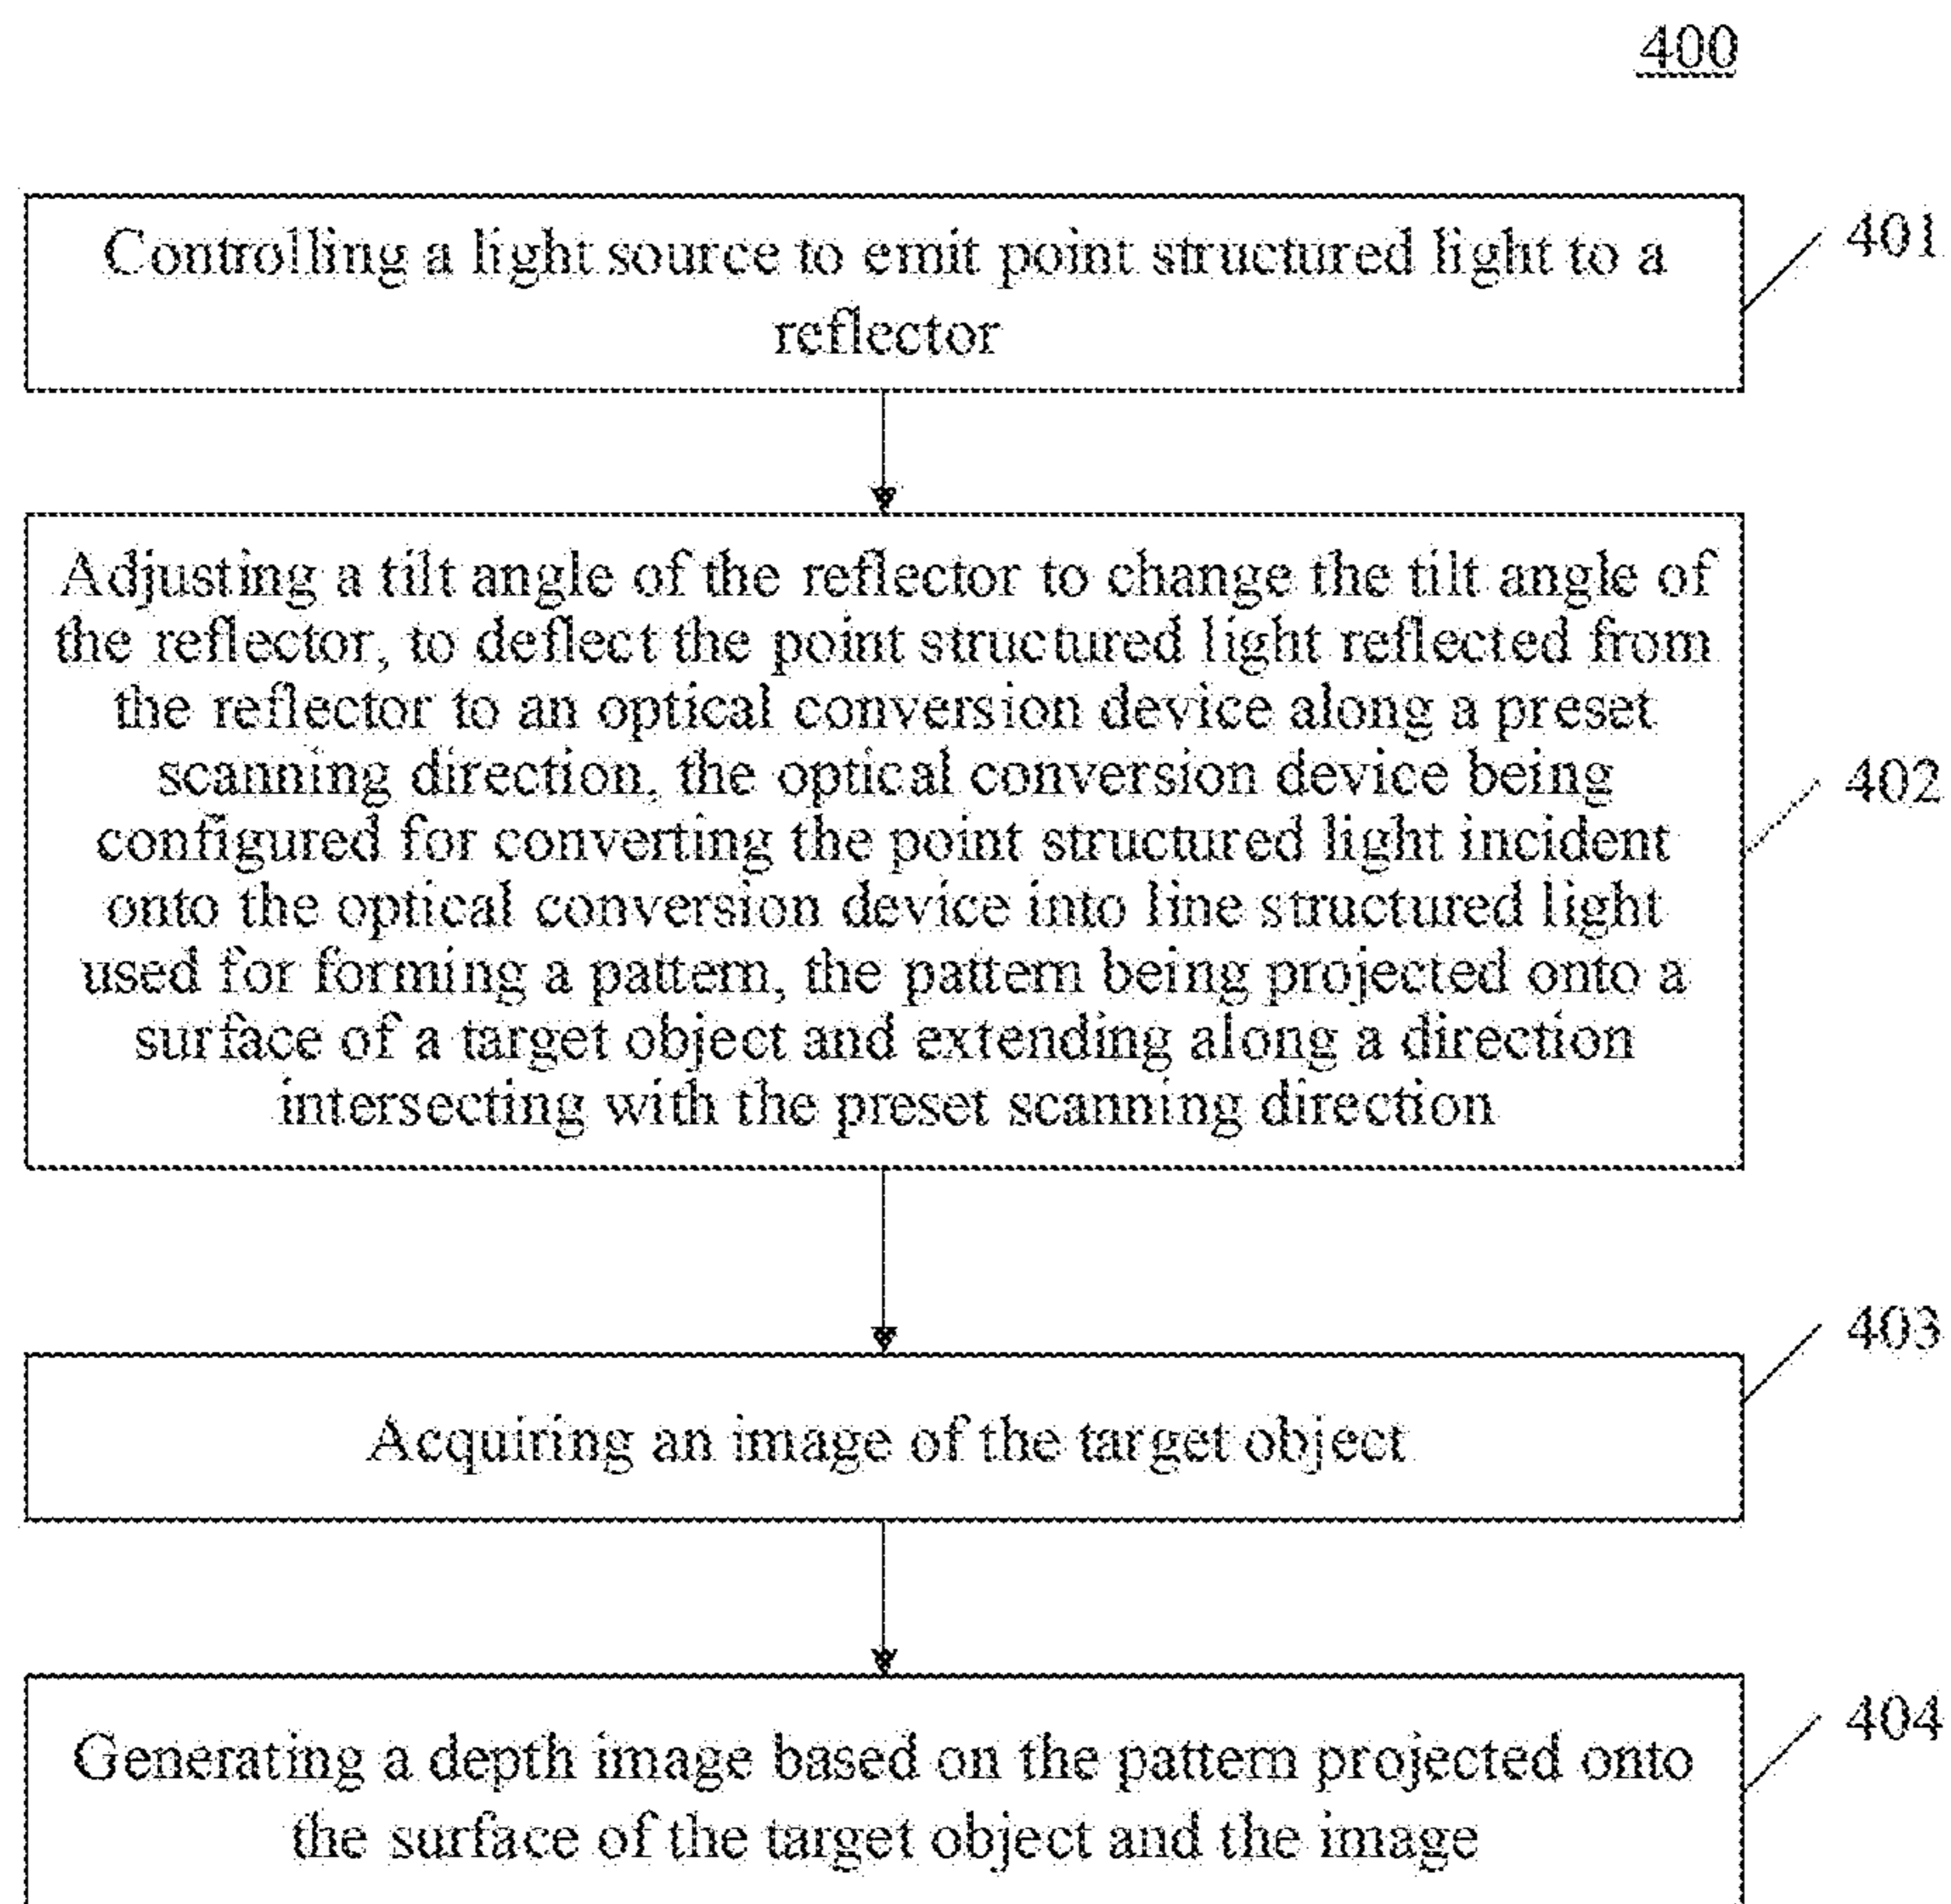 400
Controlling a light source to emit point structured light to a
reflector
401
Adjusting a tilt angle of the reflector to change the tilt angle of
the reflector, to deflect the point structured light reflected from
the reflector to an optical conversion device along a preset
scanning direction, the optical conversion device being
configured for converting the point structured light incident
onto the optical conversion device into line structured light
used for forming a pattern, the pattern being projected onto a
surface of a target object and extending along a direction
intersecting with the preset scanning direction
402
Acquiring an image of the target object
403
Generating a depth image based on the pattern projected onto
the surface of the target object and the image
404